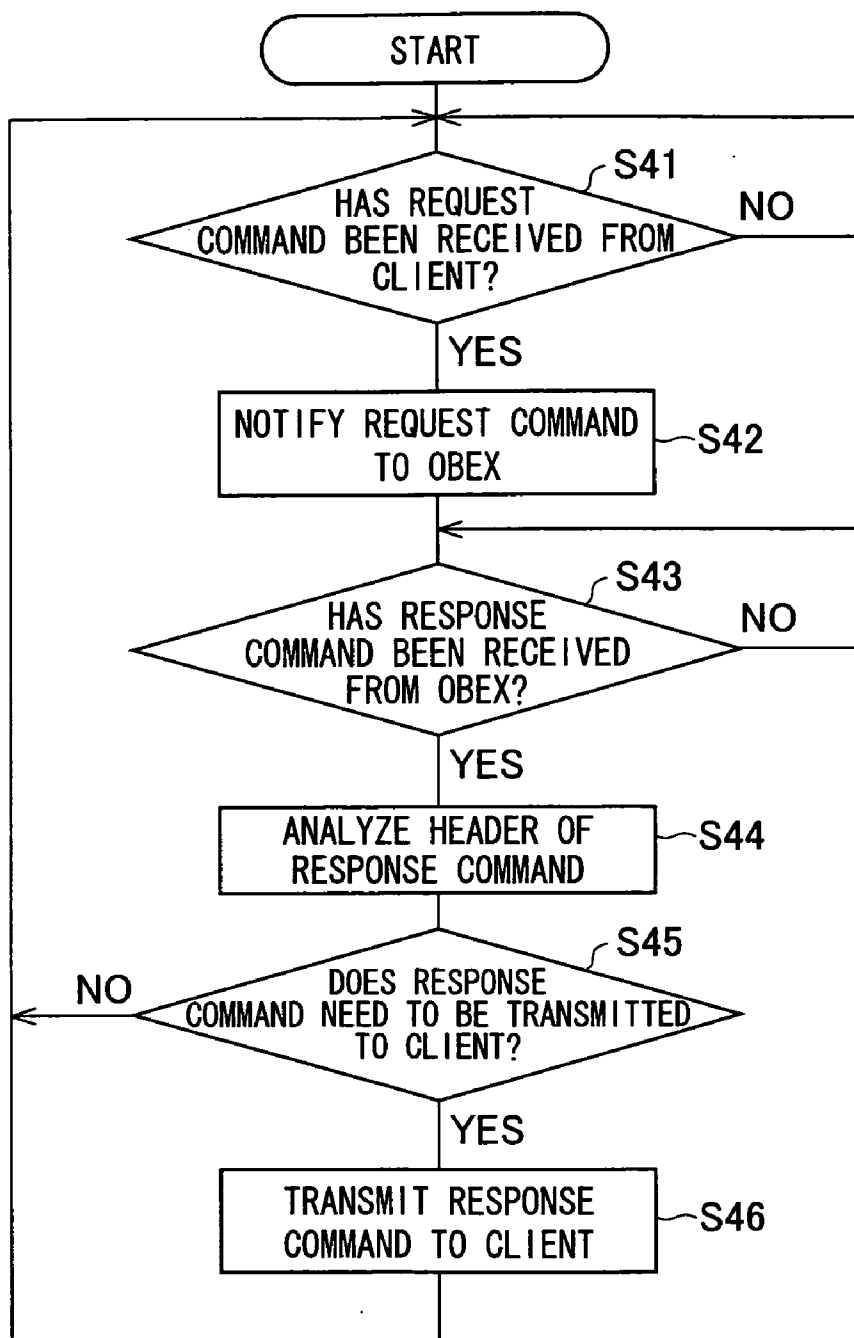 START
S41
HAS REQUEST
COMMAND BEEN RECEIVED FROM
CLIENT?
NO
YES
NOTIFY REQUEST COMMAND
TO OBEX
S42
S43
HAS RESPONSE
COMMAND BEEN RECEIVED
FROM OBEX?
NO
YES
ANALYZE HEADER OF
RESPONSE COMMAND
S44
S45
DOES RESPONSE
COMMAND NEED TO BE TRANSMITTED
TO CLIENT?
NO
YES
TRANSMIT RESPONSE
COMMAND TO CLIENT
S46